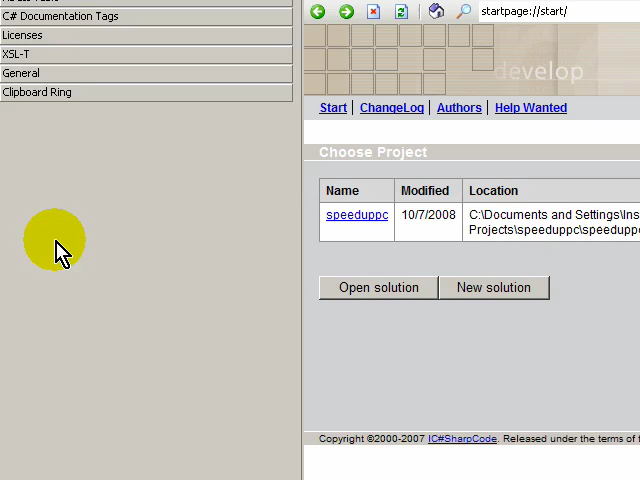 C# Documentation Tags
Licenses
XSL-T
General
Clipboard Ring
startpage://start/
develop
Start | ChangeLog | Authors | Help Wanted
Choose Project
Name Modified Location
speeduppc 10/7/2008 C:\Documents and Settings\Ins
Projects\speeduppc\speeduppc
Open solution New solution
Copyright ©2000-2007 IC#SharpCode. Released under the terms of